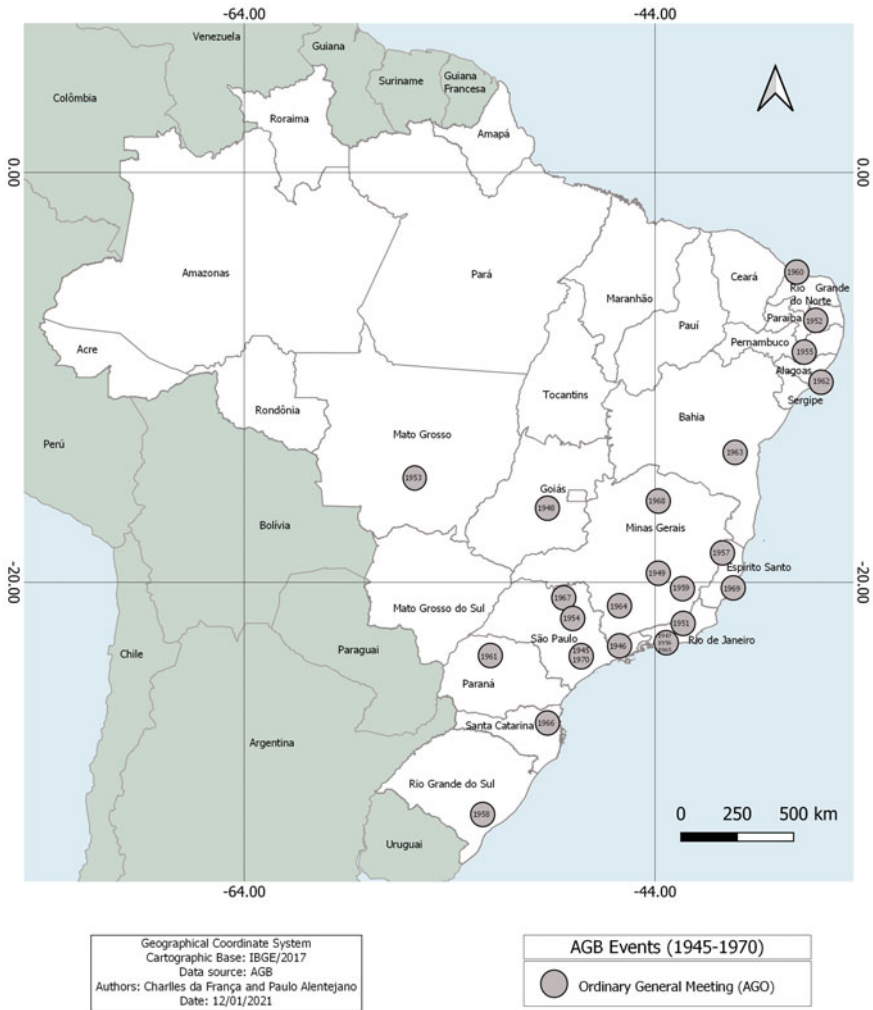 -64.00
-44.00
Venezuela
Guiana
Suriname
Guiana
Francesa
Colômbia
Roraima
Amapá
0.00
0.00
Amazonas
Pará
Maranhão
Ceará
1960
Rio Grande
do Norte
Paraíba
1952
Pauí
Pernambuco
1955
Acre
Alagoas
1962
Sergipe
Rondônia
Tocantins
Bahia
Perú
Mato Grosso
1953
1963
Goiás
1948
1968
Minas Gerais
Bolívia
1957
Espírito Santo
1949
1959
1969
-20.00
-20.00
Mato Grosso do Sul
1967
1964
1954
1951
São Paulo
1946
Rio de Janeiro
1945
1970
Chile
Paraguai
1961
Paraná
Santa Catarina
1966
Argentina
Rio Grande do Sul
1958
Uruguai
0 250 500 km
-64.00
-44.00
Geographical Coordinate System
Cartographic Base: IBGE/2017
Data source: AGB
Authors: Charlles da França and Paulo Alentejano
Date: 12/01/2021
AGB Events (1945-1970)
Ordinary General Meeting (AGO)